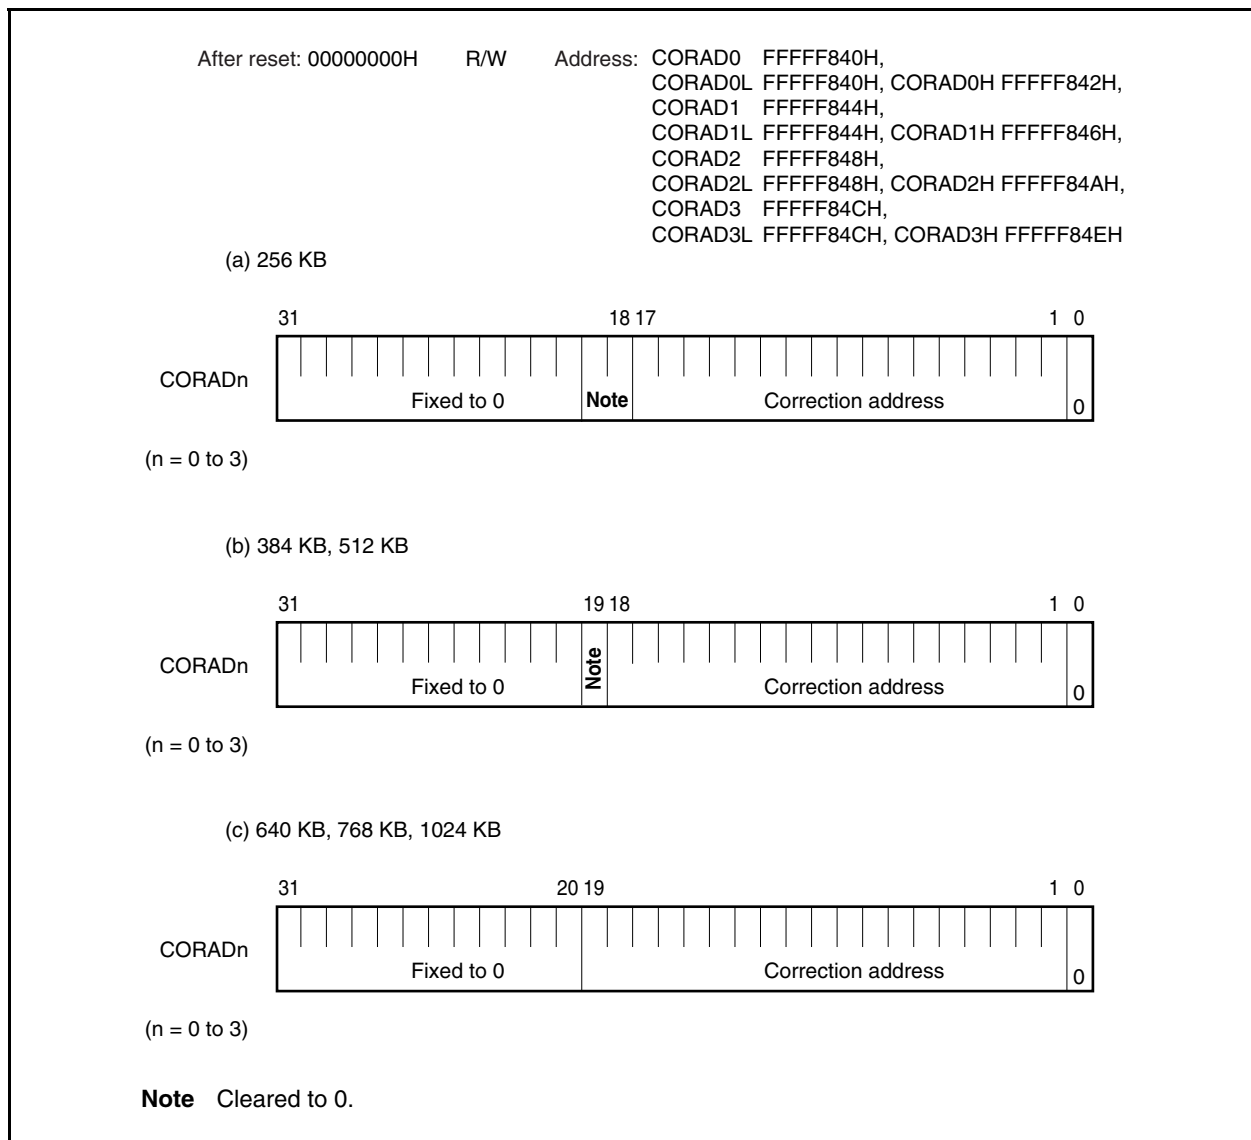 After reset: 00000000H R/W Address: CORAD0 FFFFF840H,
CORAD0L FFFFF840H, CORAD0H FFFFF842H,
CORAD1 FFFFF844H,
CORAD1L FFFFF844H, CORAD1H FFFFF846H,
CORAD2 FFFFF848H,
CORAD2L FFFFF848H, CORAD2H FFFFF84AH,
CORAD3 FFFFF84CH,
CORAD3L FFFFF84CH, CORAD3H FFFFF84EH
(a) 256 KB
31 18 17 1 0
CORADn
Fixed to 0 Note Correction address 0
(n = 0 to 3)
(b) 384 KB, 512 KB
31 19 18 1 0
CORADn
Fixed to 0 Note Correction address 0
(n = 0 to 3)
(c) 640 KB, 768 KB, 1024 KB
31 20 19 1 0
CORADn
Fixed to 0 Correction address 0
(n = 0 to 3)
Note Cleared to 0.